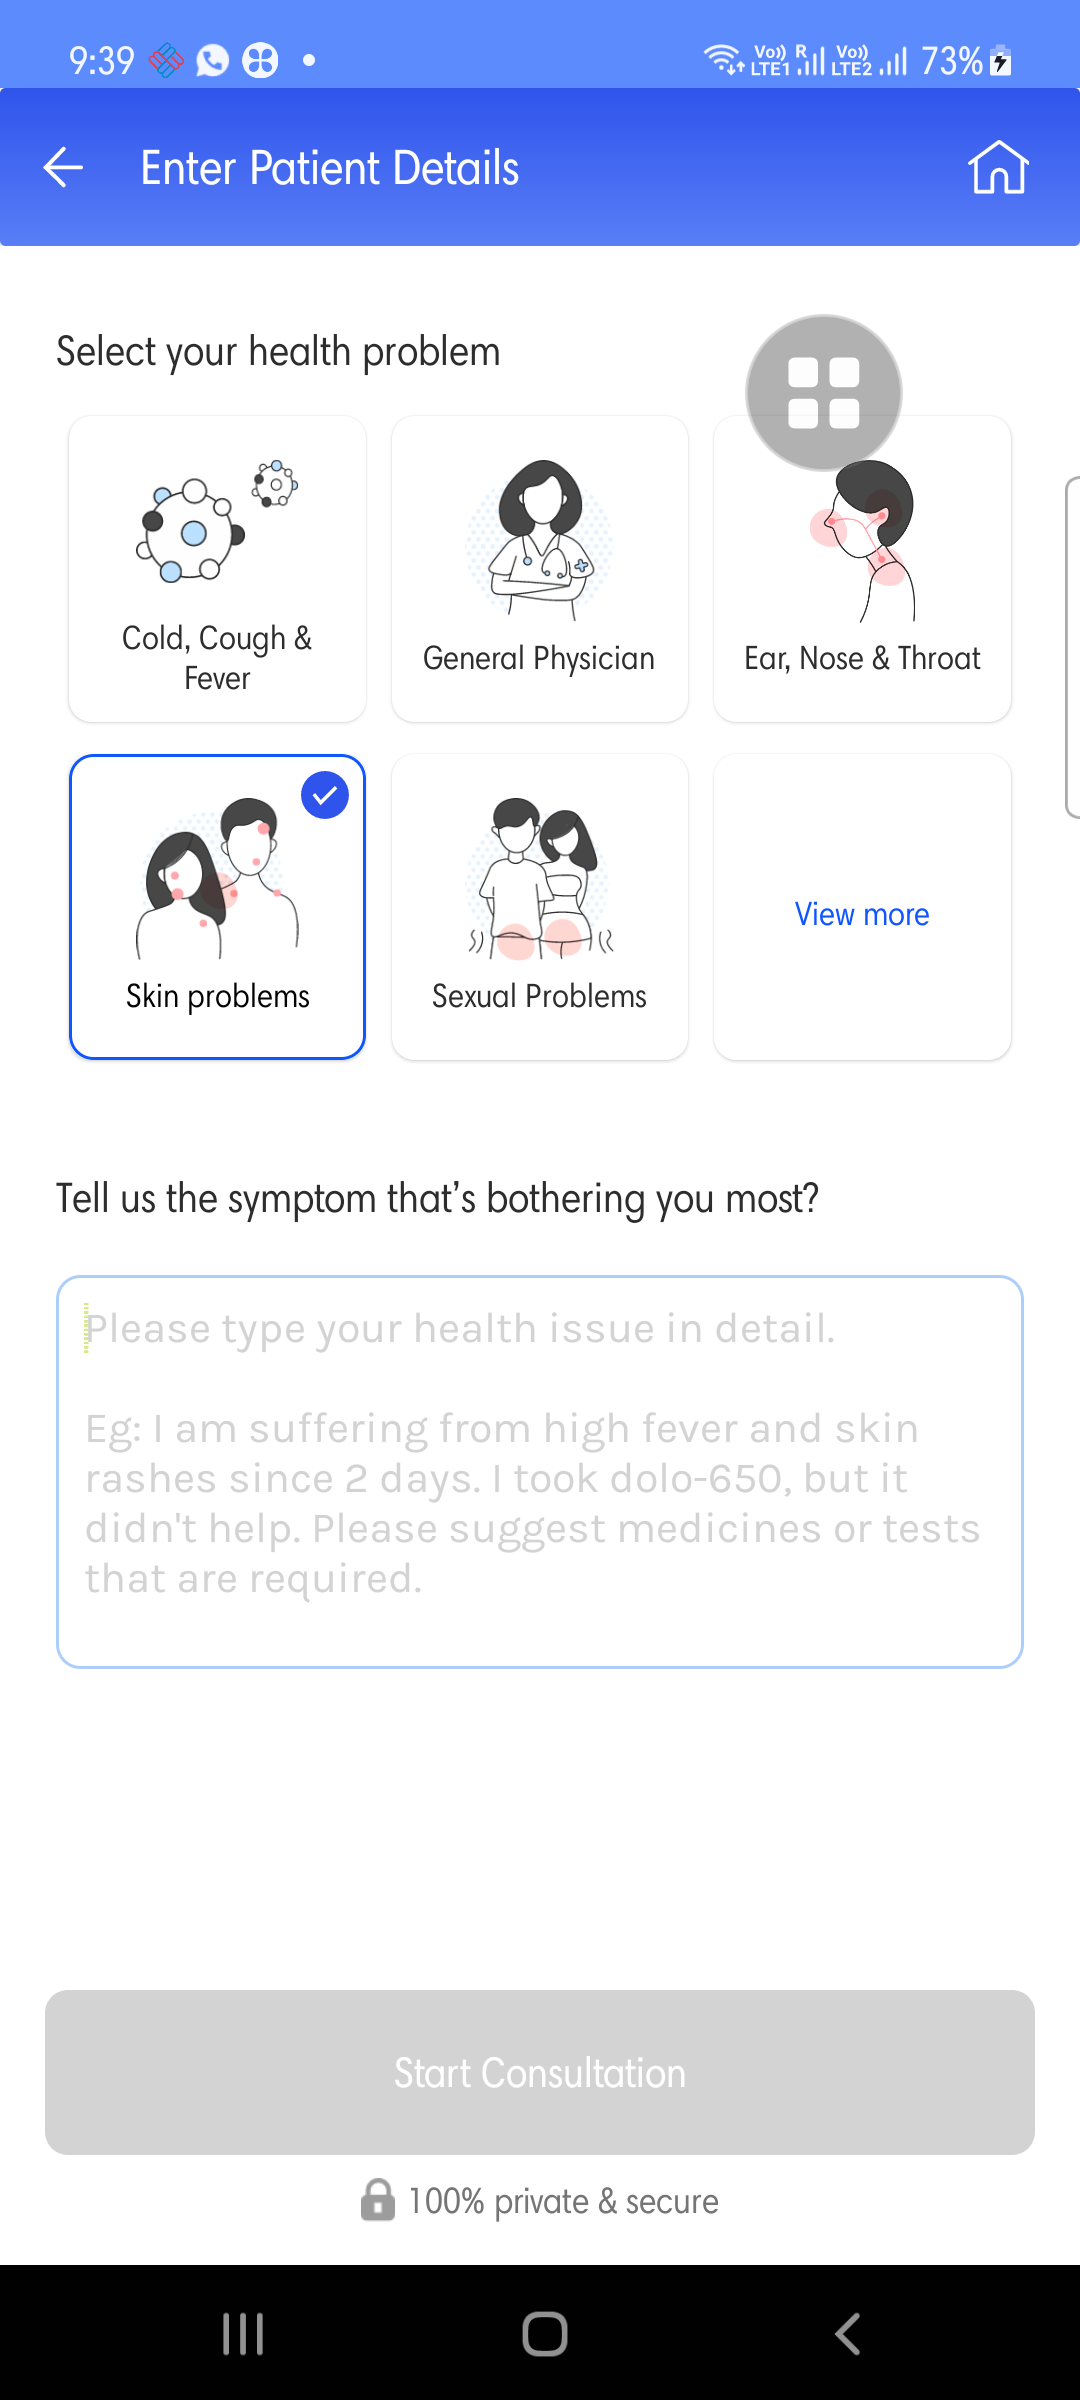 9:39 Vo)) R Vo)) 73%
LTE1 LTE2
Enter Patient Details
Select your health problem
Cold, Cough &
Fever
General Physician
Ear, Nose & Throat
Skin problems
Sexual Problems
View more
Tell us the symptom that's bothering you most?
Please type your health issue in detail.
Eg: I am suffering from high fever and skin
rashes since 2 days. I took dolo-650, but it
didn't help. Please suggest medicines or tests
that are required.
Start Consultation
100% private & secure